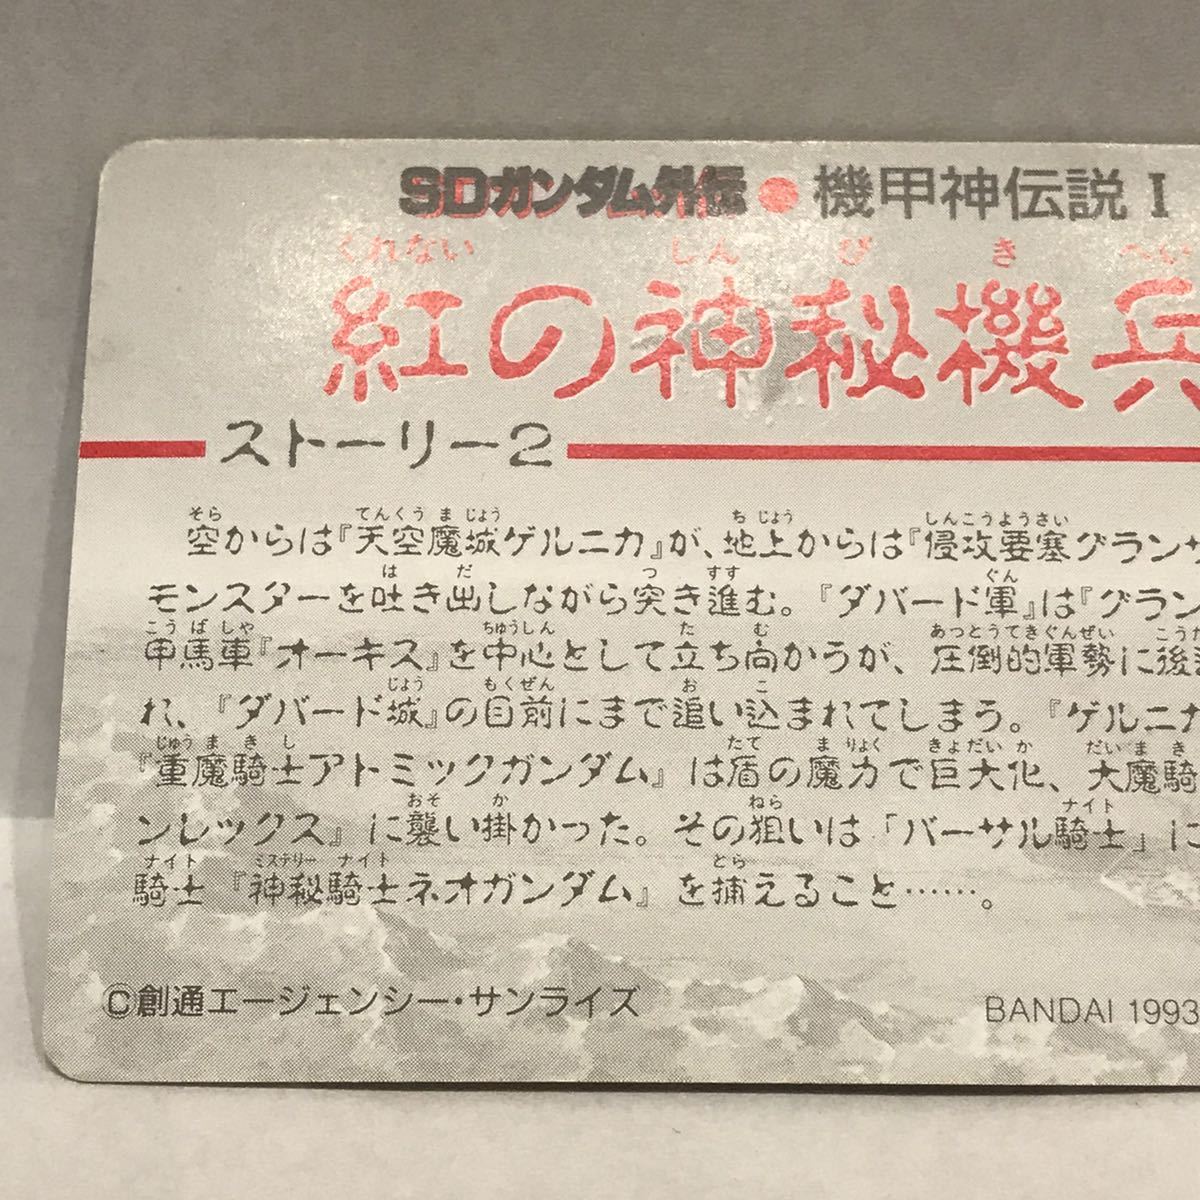 SDガンダム外伝●機甲神伝説 I
くれない しん ぴ き へい
紅の神秘機兵
ストーリー2
そら てんくう ま じょう ち じょう しんこうようさい
空からは『天空魔城ゲルニカ』が、地上からは『侵攻要塞グラン
は だ つ すす ぐん
モンスターを吐き出しながら突き進む。『ダバード軍』は『グラン
こう ば しゃ ちゅうしん た む あっとうてきぐんぜい こうた
甲馬車『オーキス』を中心として立ち向かうが、圧倒的軍勢に後
じょう もくぜん お こ
れ、『ダバード城』の目前にまで追い込まれてしまう。『ゲルニカ
じゅう ま き し たて ま りょく きょだい か だい ま き
『重魔騎士アトミックガンダム』は盾の魔力で巨大化、大魔騎
おそ か ねら ナイト
ンレックス』に襲い掛かった。その狙いは「バーサル騎士」に
ナイト ミステリー ナイト とら
騎士『神秘騎士ネオガンダム』を捕えること……。
©創通エージェンシー・サンライズ
BANDAI 1993